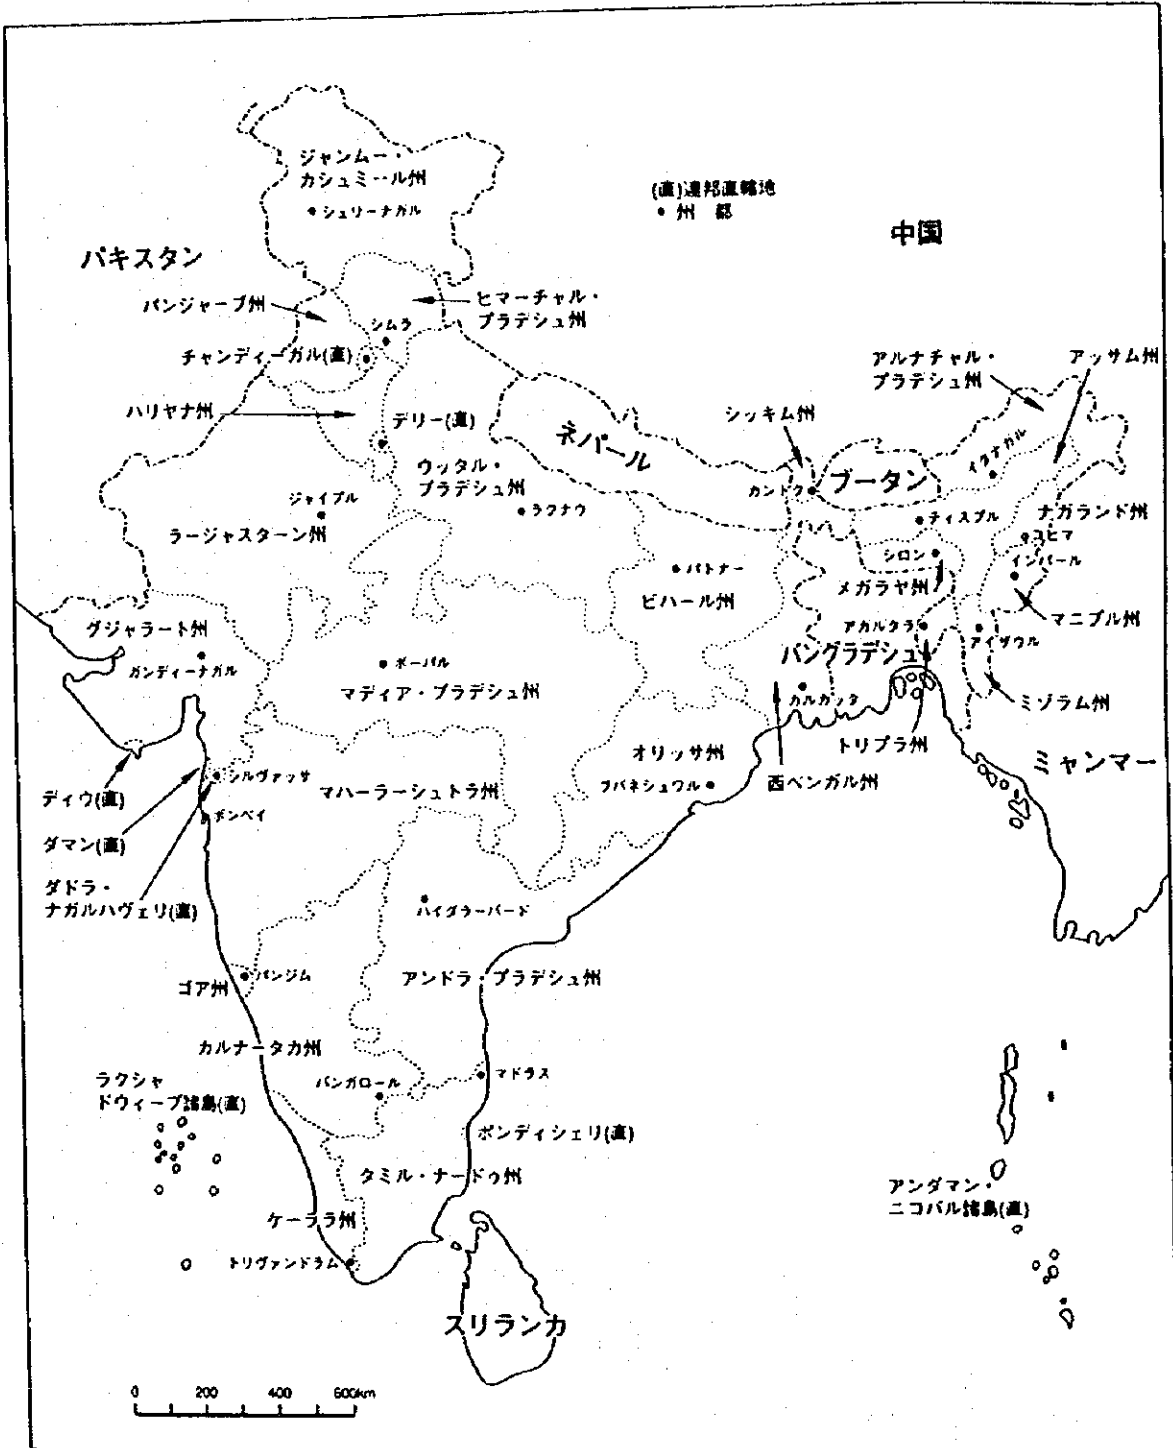 ジャンムー・
カシュミール州
シュリーナガル
(直)連邦直轄地
州都
中国
パキスタン
パンジャーブ州
ヒマーチャル・
プラデシュ州
シムラ
チャンディーガル(直)
アルナチャル・
プラデシュ州
アッサム州
ハリヤナ州
デリー(直)
シッキム州
ネパール
イタナガル
ウッタル・
プラデシュ州
カントク
ブータン
ジャイプル
ラクナウ
ラージャスターン州
ティスプル
ナガランド州
コヒマ
シロン
インパール
パトナー
メガラヤ州
ビハール州
マニプル州
グジャラート州
アガルタラ
アイザウル
ガンディーナガル
ボーパル
バングラデシュ
マディア・プラデシュ州
カルカッタ
ミゾラム州
オリッサ州
トリプラ州
ミャンマー
シルヴァッサ
ブバネシュワル
西ベンガル州
マハーラーシュトラ州
ディウ(直)
ボンベイ
ダマン(直)
ダドラ・
ナガルハヴェリ(直)
ハイダラーバード
パンジム
ゴア州
アンドラ・プラデシュ州
カルナータカ州
ラクシャ
ドウィープ諸島(直)
バンガロール
マドラス
ポンディシェリ(直)
タミル・ナードゥ州
アンダマン・
ニコバル諸島(直)
ケーララ州
トリヴァンドラム
スリランカ
0 200 400 600km